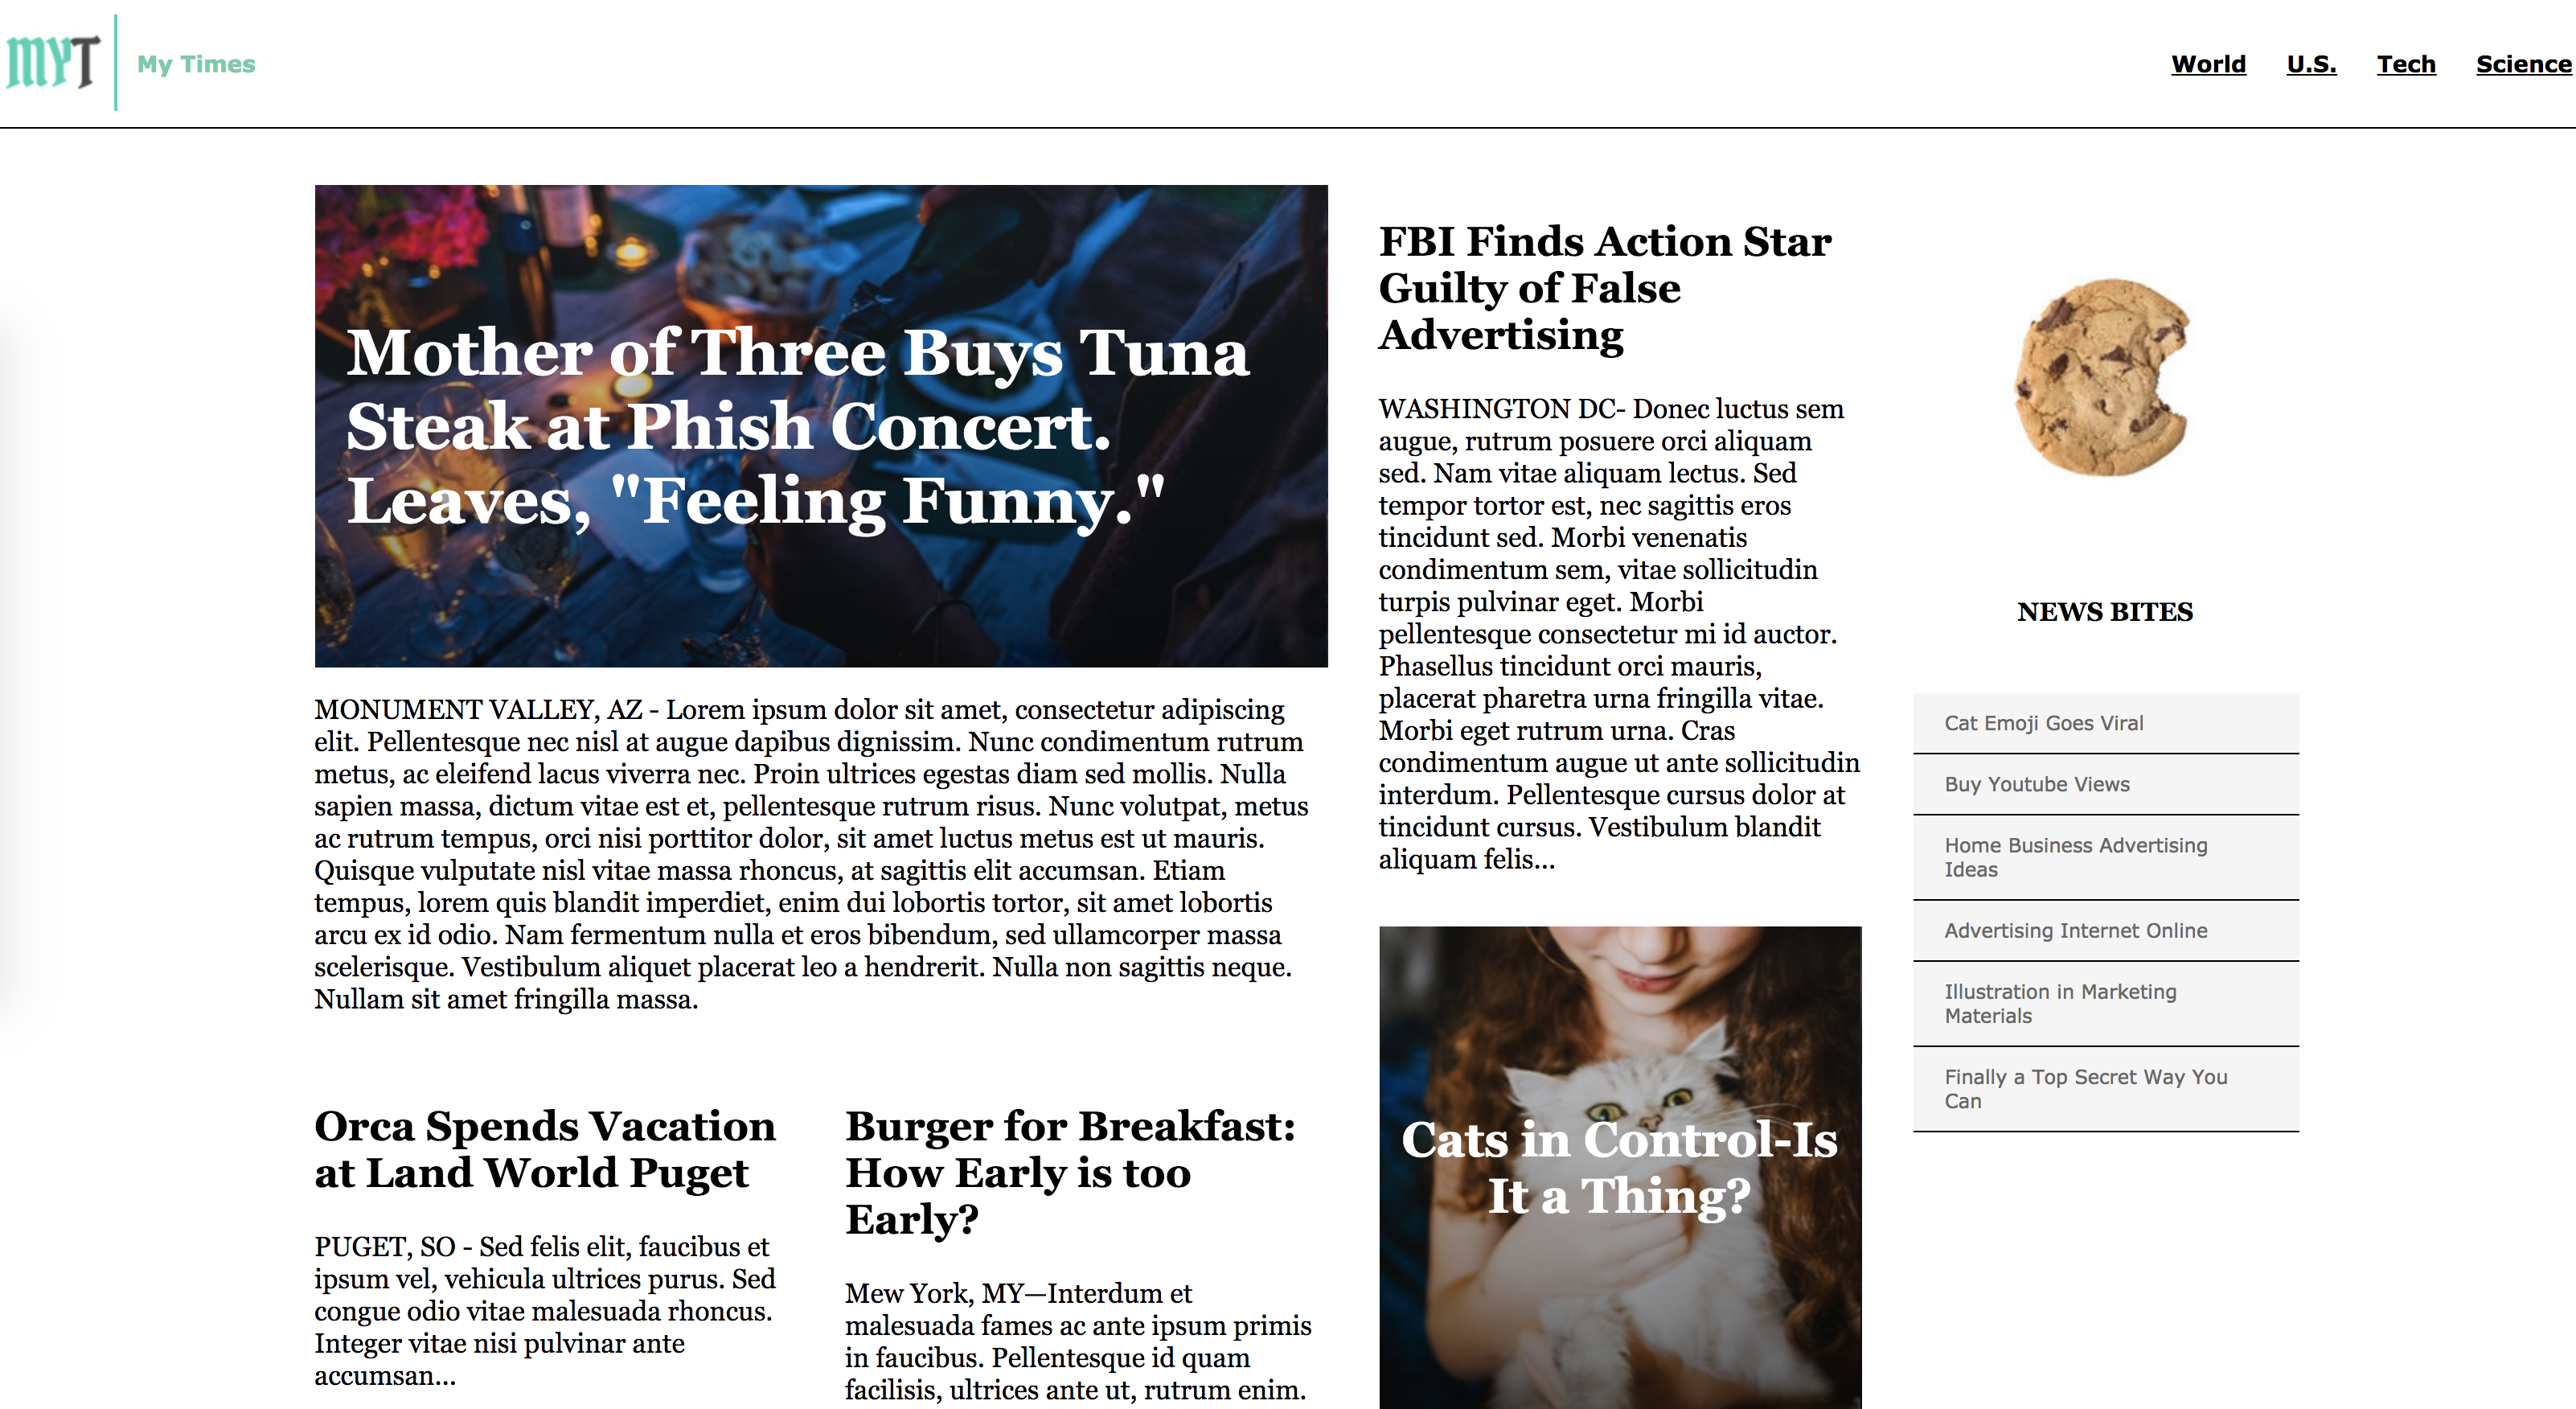 MYT
My Times
World
U.S.
Tech
Science
Mother of Three Buys Tuna
Steak at Phish Concert.
Leaves, "Feeling Funny."
MONUMENT VALLEY, AZ - Lorem ipsum dolor sit amet, consectetur adipiscing
elit. Pellentesque nec nisl at augue dapibus dignissim. Nunc condimentum rutrum
metus, ac eleifend lacus viverra nec. Proin ultrices egestas diam sed mollis. Nulla
sapien massa, dictum vitae est et, pellentesque rutrum risus. Nunc volutpat, metus
ac rutrum tempus, orci nisi porttitor dolor, sit amet luctus metus est ut mauris.
Quisque vulputate nisl vitae massa rhoncus, at sagittis elit accumsan. Etiam
tempus, lorem quis blandit imperdiet, enim dui lobortis tortor, sit amet lobortis
arcu ex id odio. Nam fermentum nulla et eros bibendum, sed ullamcorper massa
scelerisque. Vestibulum aliquet placerat leo a hendrerit. Nulla non sagittis neque.
Nullam sit amet fringilla massa.
Orca Spends Vacation
at Land World Puget
PUGET, SO - Sed felis elit, faucibus et
ipsum vel, vehicula ultrices purus. Sed
congue odio vitae malesuada rhoncus.
Integer vitae nisi pulvinar ante
accumsan...
Burger for Breakfast:
How Early is too
Early?
Mew York, MY—Interdum et
malesuada fames ac ante ipsum primis
in faucibus. Pellentesque id quam
facilisis, ultrices ante ut, rutrum enim.
FBI Finds Action Star
Guilty of False
Advertising
WASHINGTON DC- Donec luctus sem
augue, rutrum posuere orci aliquam
sed. Nam vitae aliquam lectus. Sed
tempor tortor est, nec sagittis eros
tincidunt sed. Morbi venenatis
condimentum sem, vitae sollicitudin
turpis pulvinar eget. Morbi
pellentesque consectetur mi id auctor.
Phasellus tincidunt orci mauris,
placerat pharetra urna fringilla vitae.
Morbi eget rutrum urna. Cras
condimentum augue ut ante sollicitudin
interdum. Pellentesque cursus dolor at
tincidunt cursus. Vestibulum blandit
aliquam felis...
Cats in Control-Is
It a Thing?
NEWS BITES
Cat Emoji Goes Viral
Buy Youtube Views
Home Business Advertising
Ideas
Advertising Internet Online
Illustration in Marketing
Materials
Finally a Top Secret Way You
Can